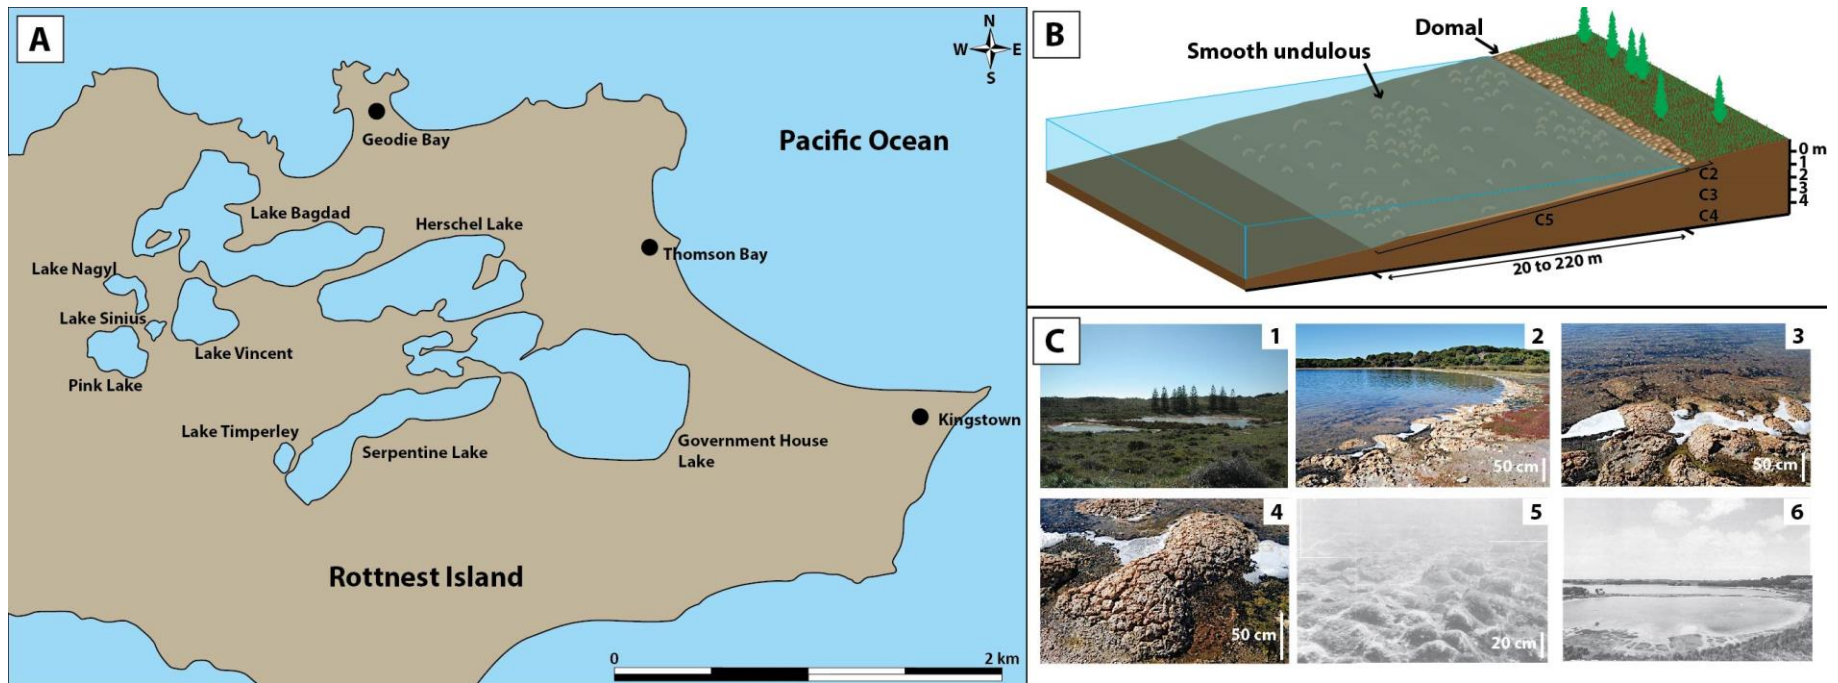 A
N
W E
S
Geodie Bay
Pacific Ocean
Lake Bagdad
Herschel Lake
Thomson Bay
Lake Nagyl
Lake Sinius
Lake Vincent
Pink Lake
Kingstown
Lake Timperley
Serpentine Lake
Government House
Lake
Rottnest Island
0 2 km
B
Domal
Smooth undulous
0 m
1
2
3
4
C2
C3
C4
C5
20 to 220 m
C
1
2
50 cm
3
50 cm
4
50 cm
5
20 cm
6